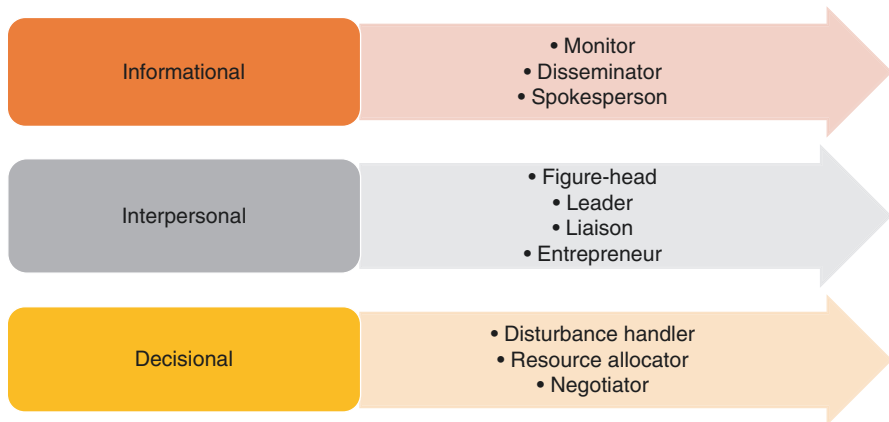 Informational
• Monitor
• Disseminator
• Spokesperson
Interpersonal
• Figure-head
• Leader
• Liaison
• Entrepreneur
Decisional
• Disturbance handler
• Resource allocator
• Negotiator